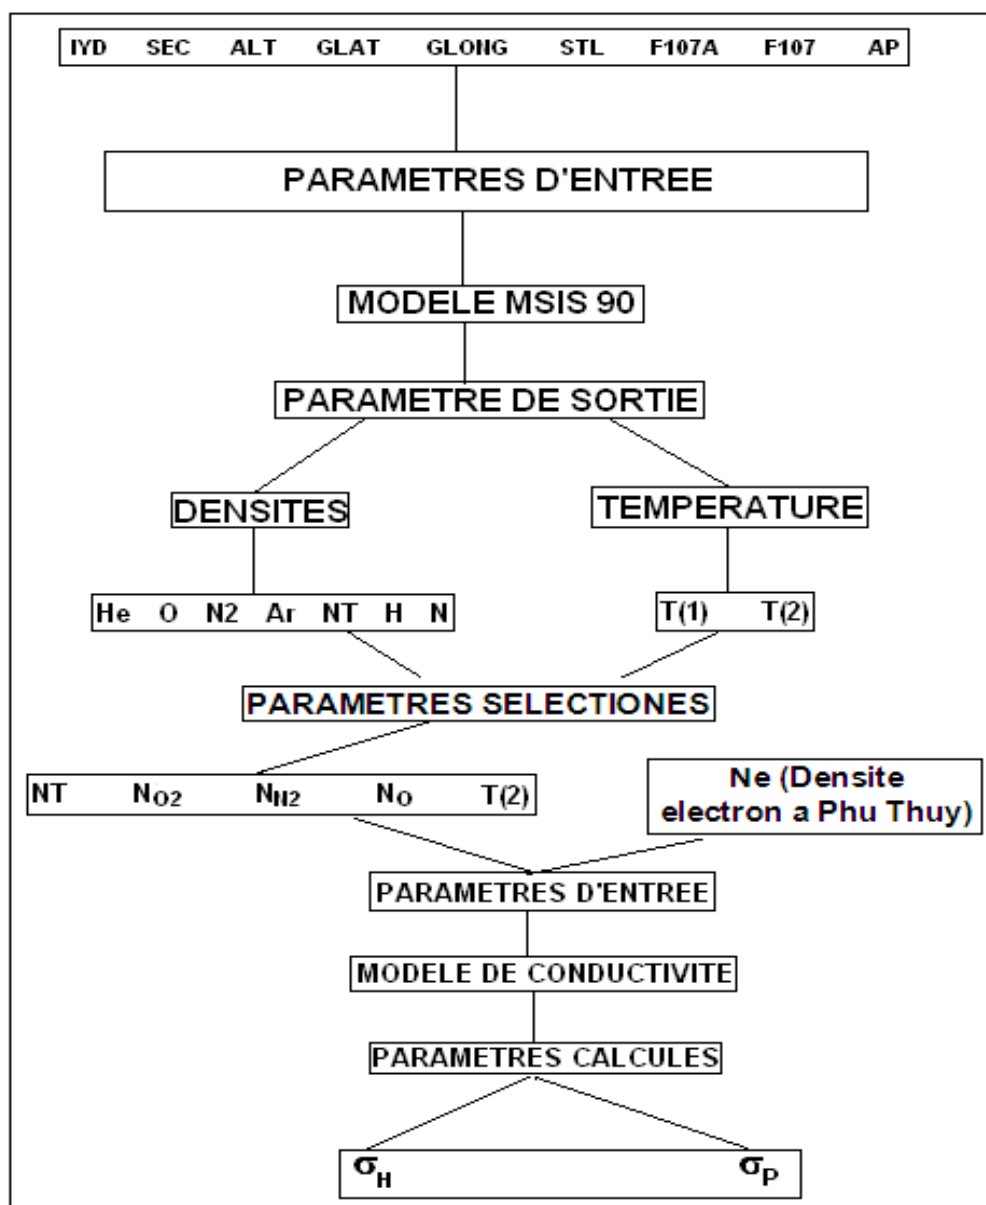 IYD SEC ALT GLAT GLONG STL F107A F107 AP
PARAMETRES D'ENTREE
MODELE MSIS 90
PARAMETRE DE SORTIE
DENSITES
TEMPERATURE
He O N2 Ar NT H N
T(1) T(2)
PARAMETRES SELECTIONES
NT NO2 NN2 NO T(2)
Ne (Densite
electron a Phu Thuy)
PARAMETRES D'ENTREE
MODELE DE CONDUCTIVITE
PARAMETRES CALCULES
σH σP